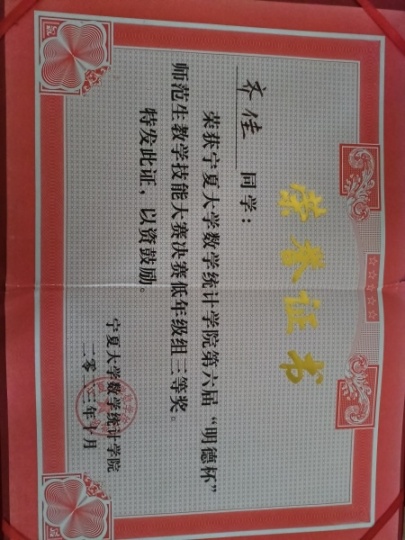 荣誉证书
齐佳 同学：
荣获宁夏大学数学统计学院第六届“明德杯”
师范生教学技能大赛决赛低年级组三等奖。
特发此证，以资鼓励。
宁夏大学数学统计学院
二零二三年十月